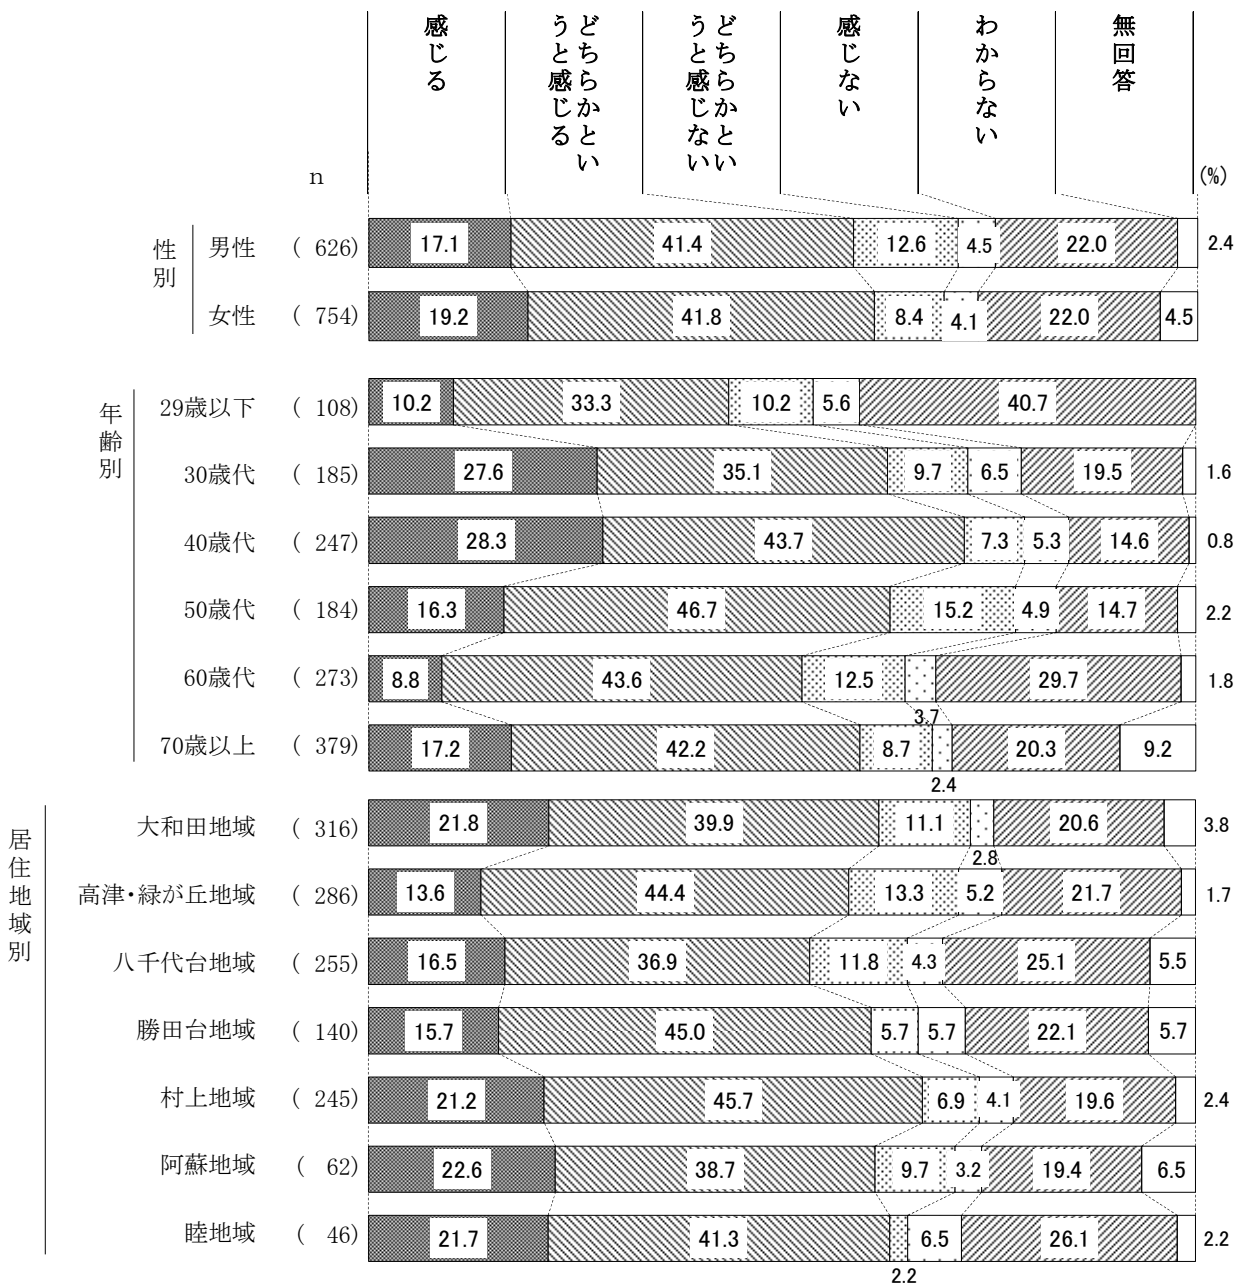 感じる
どちらかとい
うと感じる
どちらかとい
うと感じない
感じない
わからない
無回答
n
(%)
性別
男性 ( 626) 17.1 41.4 12.6 4.5 22.0 2.4
女性 ( 754) 19.2 41.8 8.4 4.1 22.0 4.5
年齢別
29歳以下 ( 108) 10.2 33.3 10.2 5.6 40.7
30歳代 ( 185) 27.6 35.1 9.7 6.5 19.5 1.6
40歳代 ( 247) 28.3 43.7 7.3 5.3 14.6 0.8
50歳代 ( 184) 16.3 46.7 15.2 4.9 14.7 2.2
60歳代 ( 273) 8.8 43.6 12.5 3.7 29.7 1.8
70歳以上 ( 379) 17.2 42.2 8.7 2.4 20.3 9.2
居住地域別
大和田地域 ( 316) 21.8 39.9 11.1 2.8 20.6 3.8
高津・緑が丘地域 ( 286) 13.6 44.4 13.3 5.2 21.7 1.7
八千代台地域 ( 255) 16.5 36.9 11.8 4.3 25.1 5.5
勝田台地域 ( 140) 15.7 45.0 5.7 5.7 22.1 5.7
村上地域 ( 245) 21.2 45.7 6.9 4.1 19.6 2.4
阿蘇地域 ( 62) 22.6 38.7 9.7 3.2 19.4 6.5
睦地域 ( 46) 21.7 41.3 2.2 6.5 26.1 2.2